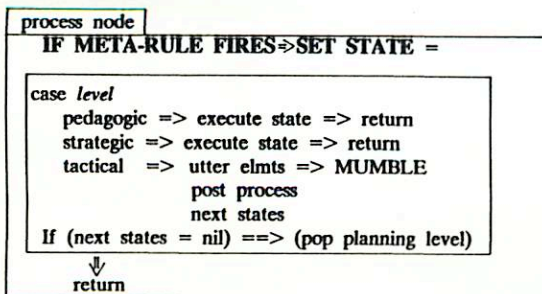 process node
IF META-RULE FIRES=>SET STATE =
case level
pedagogic => execute state => return
strategic => execute state => return
tactical => utter elmts => MUMBLE
post process
next states
If (next states = nil) ==> (pop planning level)
⇓
return